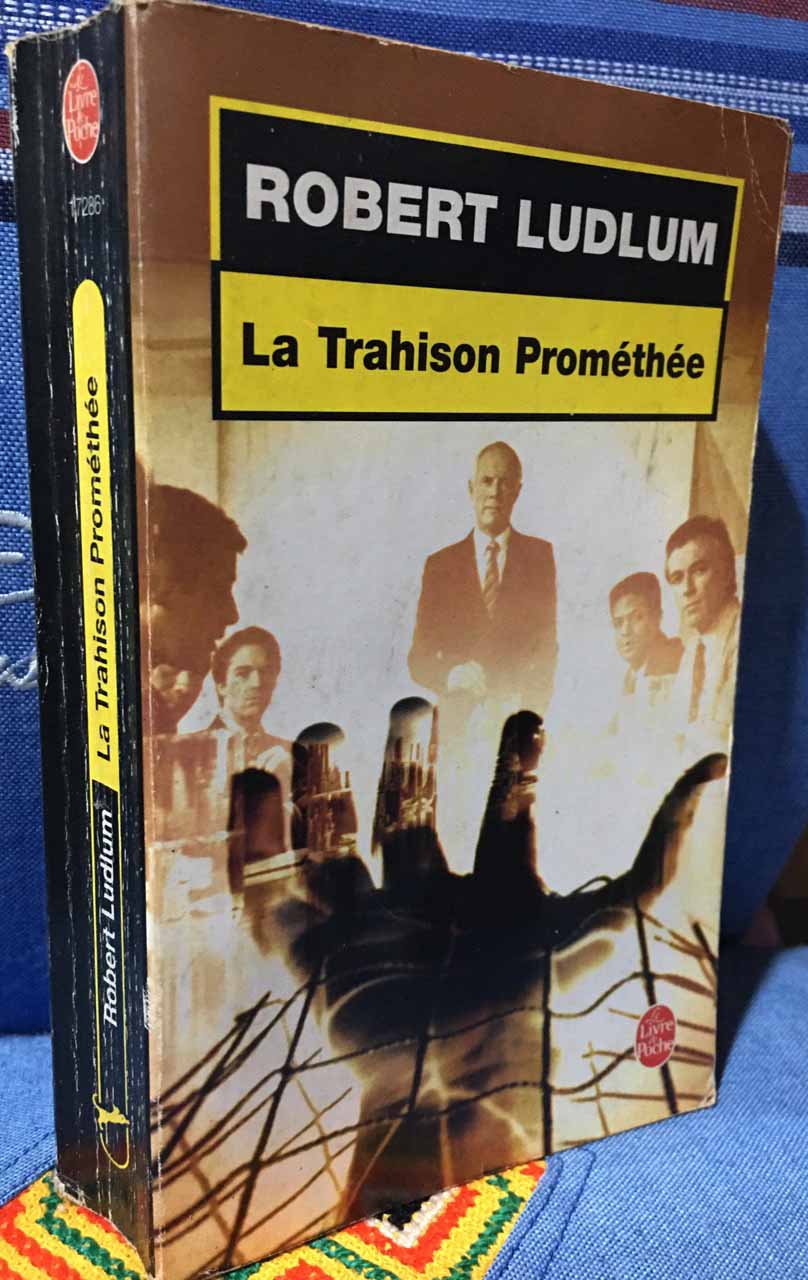 Le
Livre
de
Poche
17286
La Trahison Prométhée
Robert Ludlum
ROBERT LUDLUM
La Trahison Prométhée
Le
Livre
de
Poche